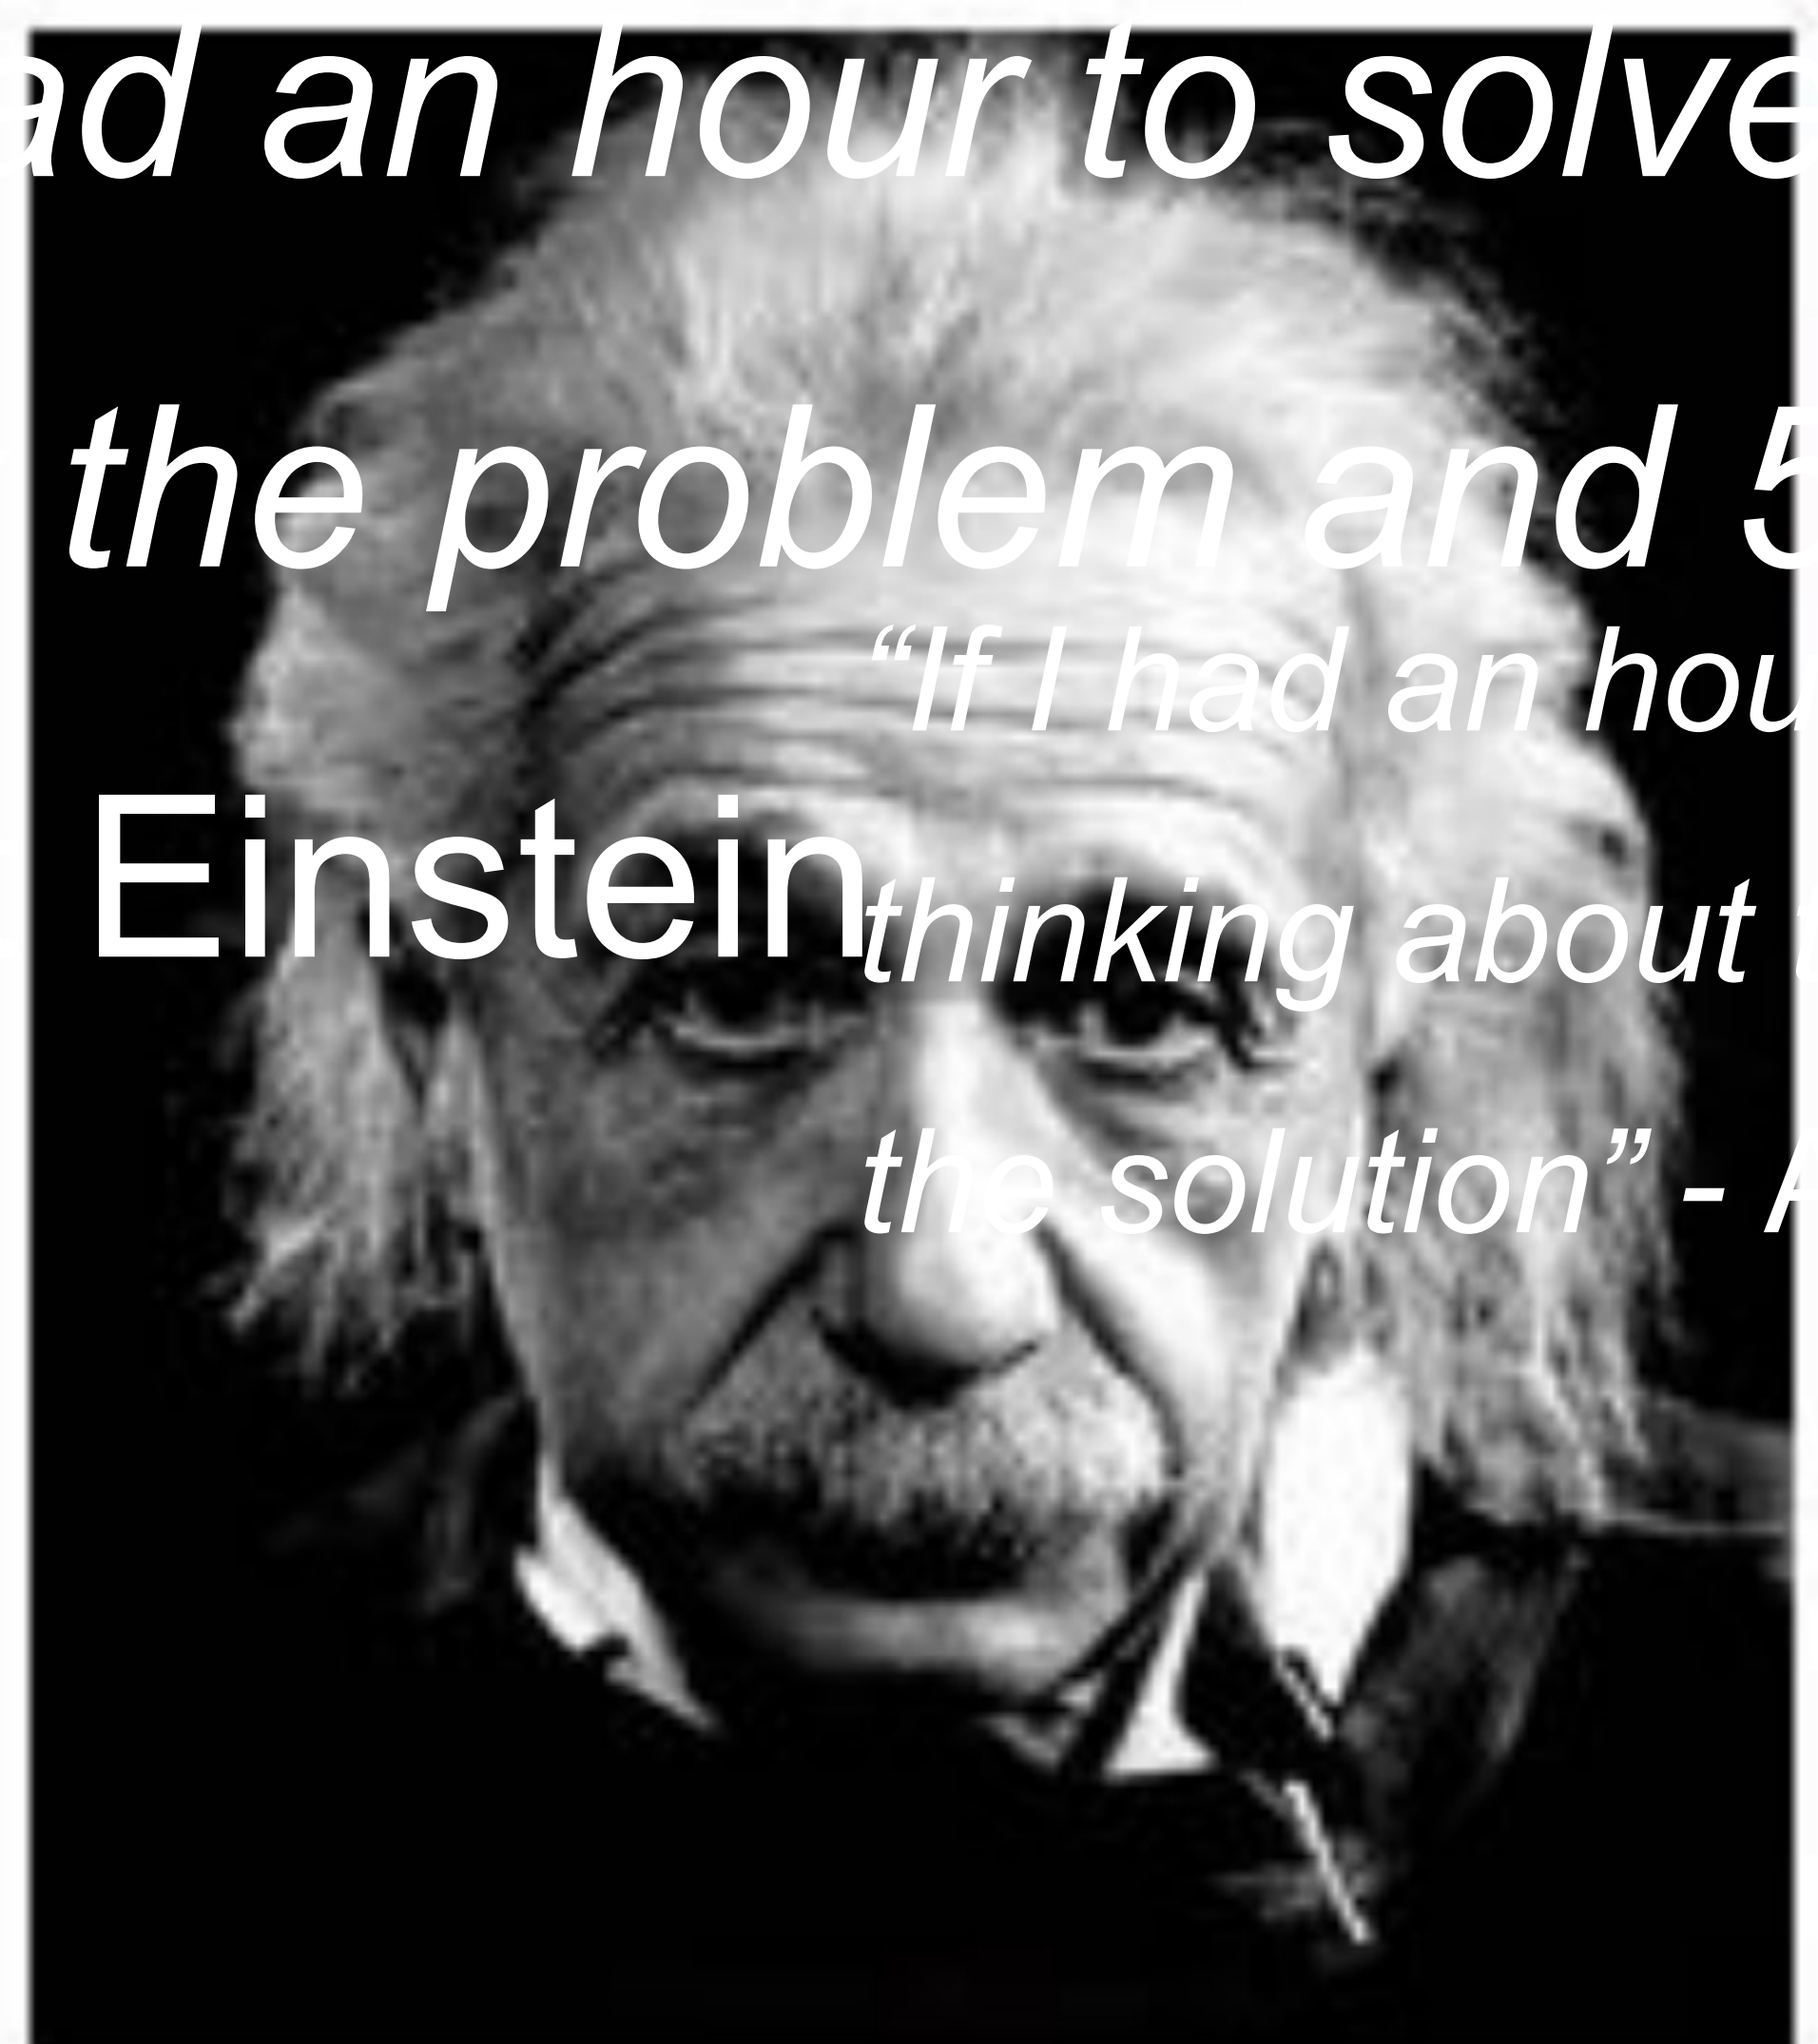 ad an hour to solve
the problem and 5
Einstein
“If I had an hou
thinking about t
the solution” - A